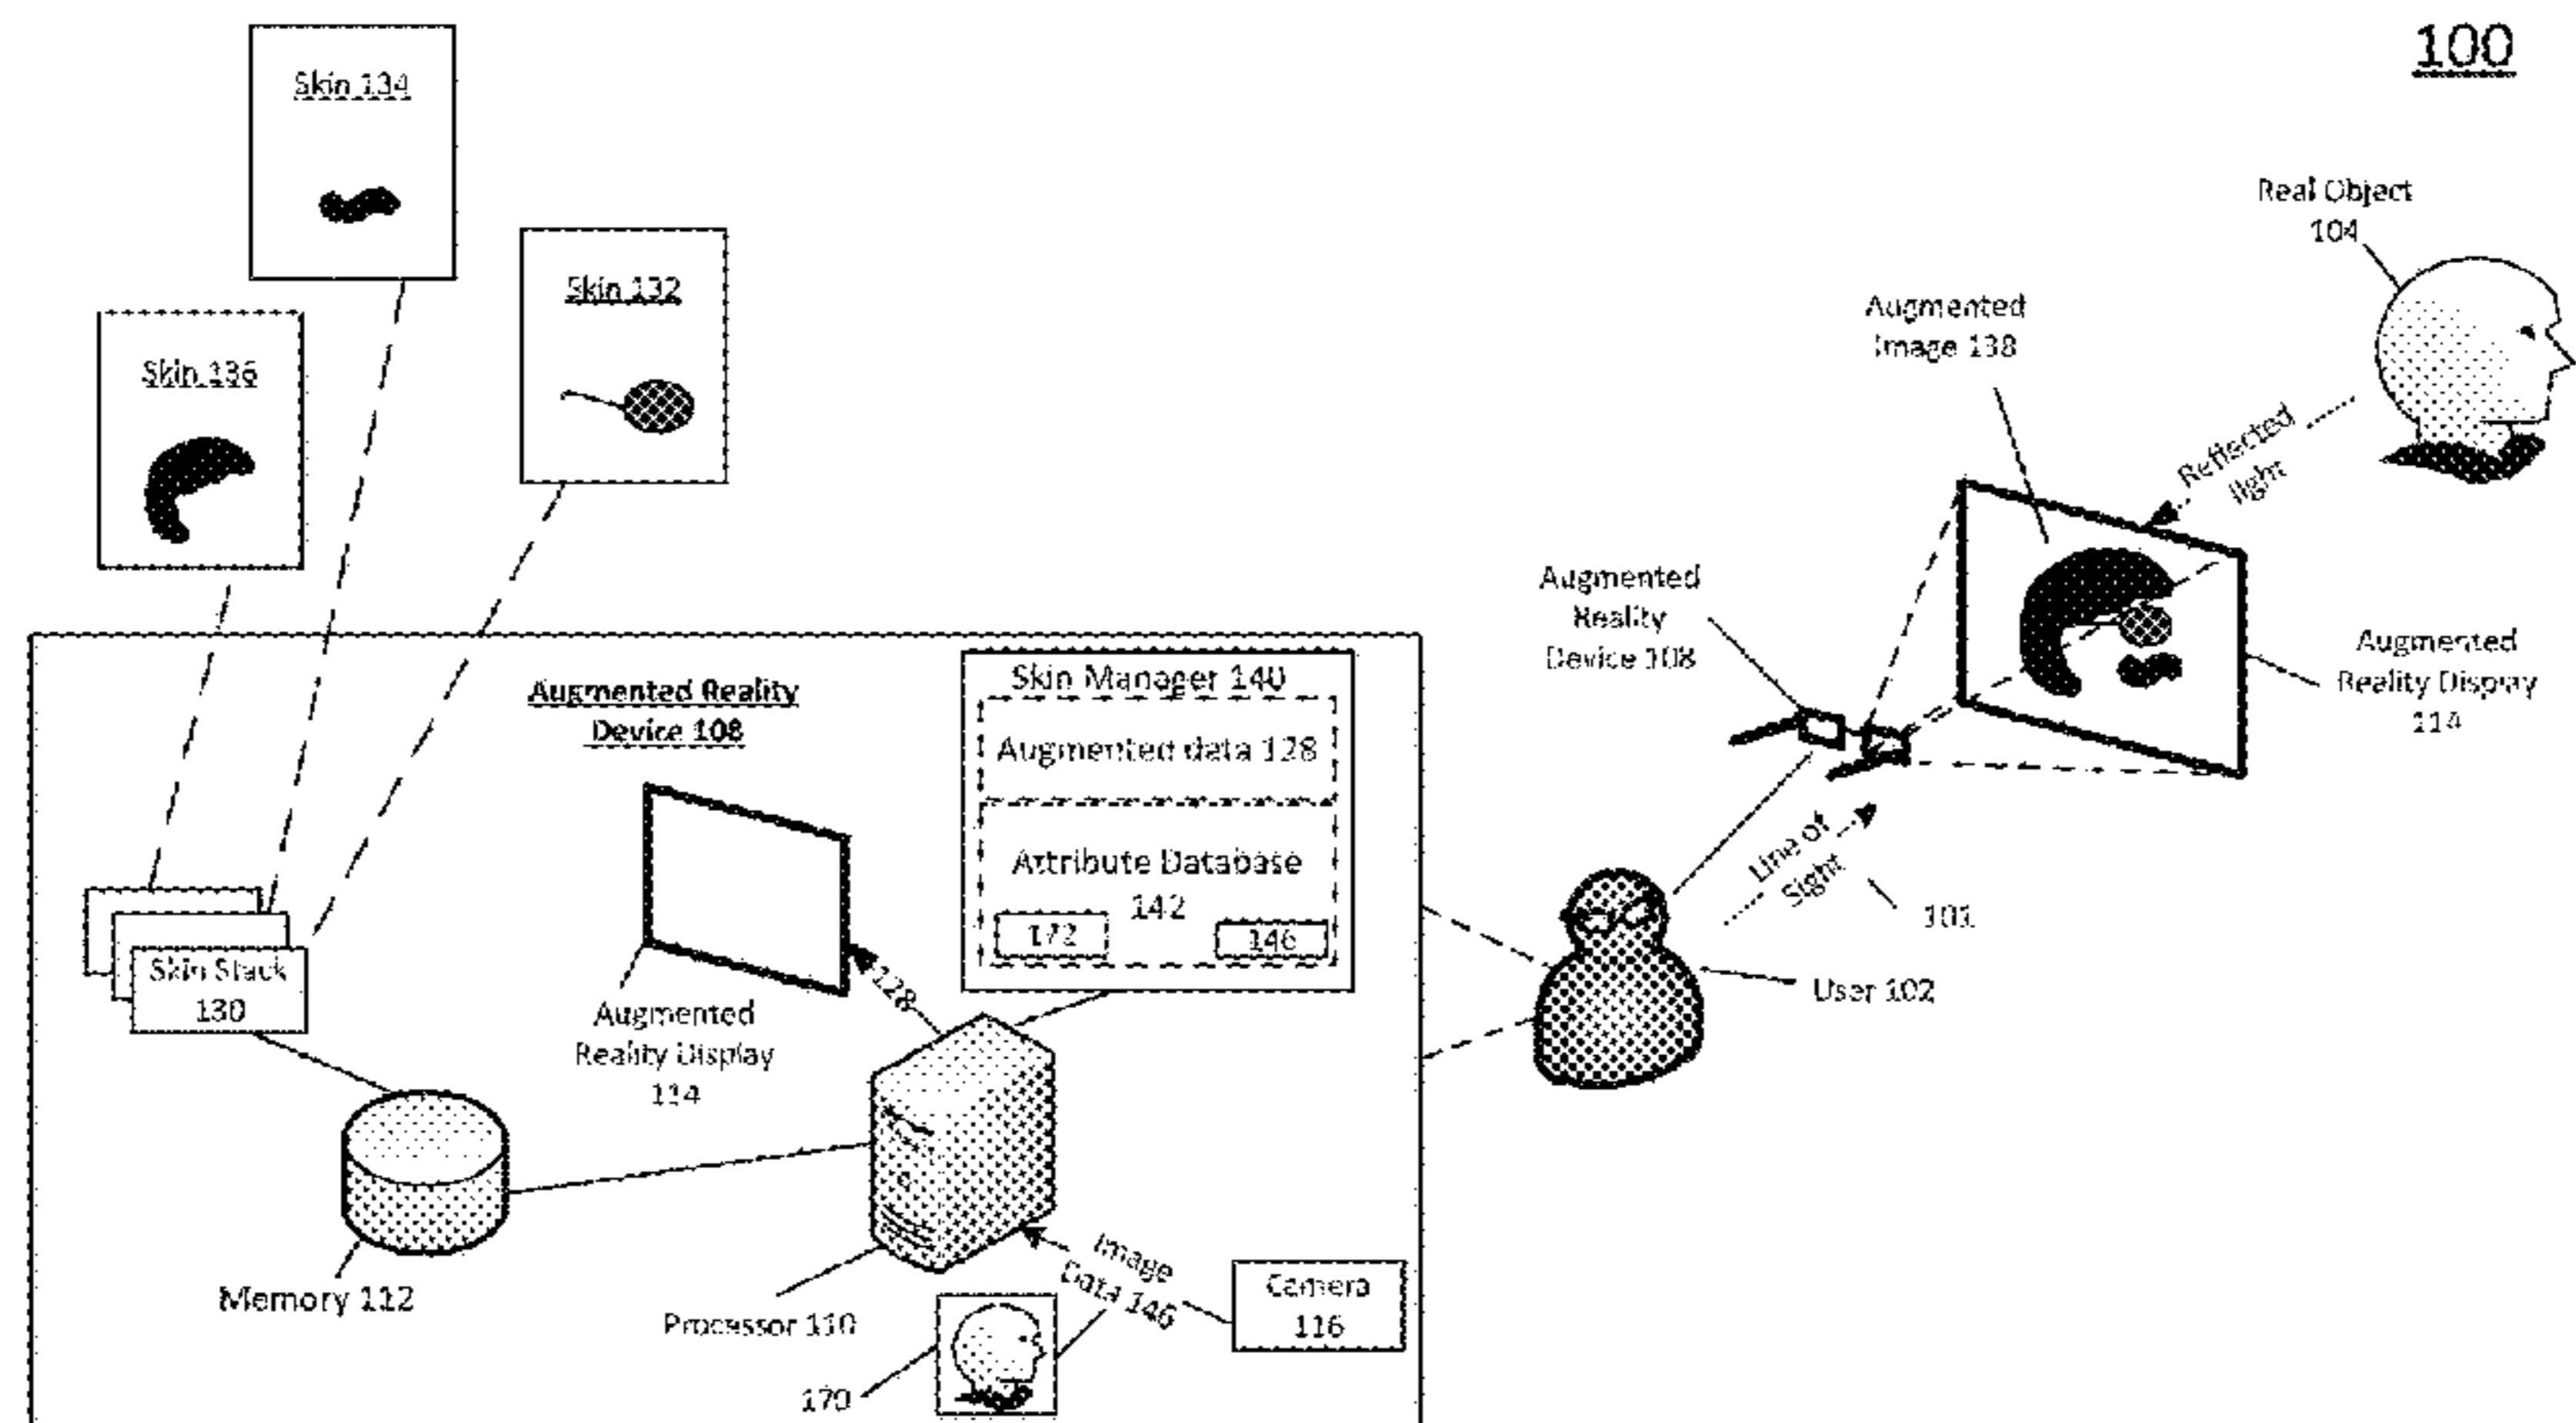 100
Skin 134
Skin 132
Skin 136
Real Object
104
Augmented
Image 138
Reflected
light
Augmented
Reality
Device 108
Augmented
Reality Display
114
Line of
Sight
101
User 102
Augmented Reality
Device 108
Skin Manager 140
Augmented data 128
Attribute Database
142
172
146
Skin Stack
130
128
Augmented
Reality Display
114
Memory 112
Processor 110
Image
Data 146
Camera
116
170